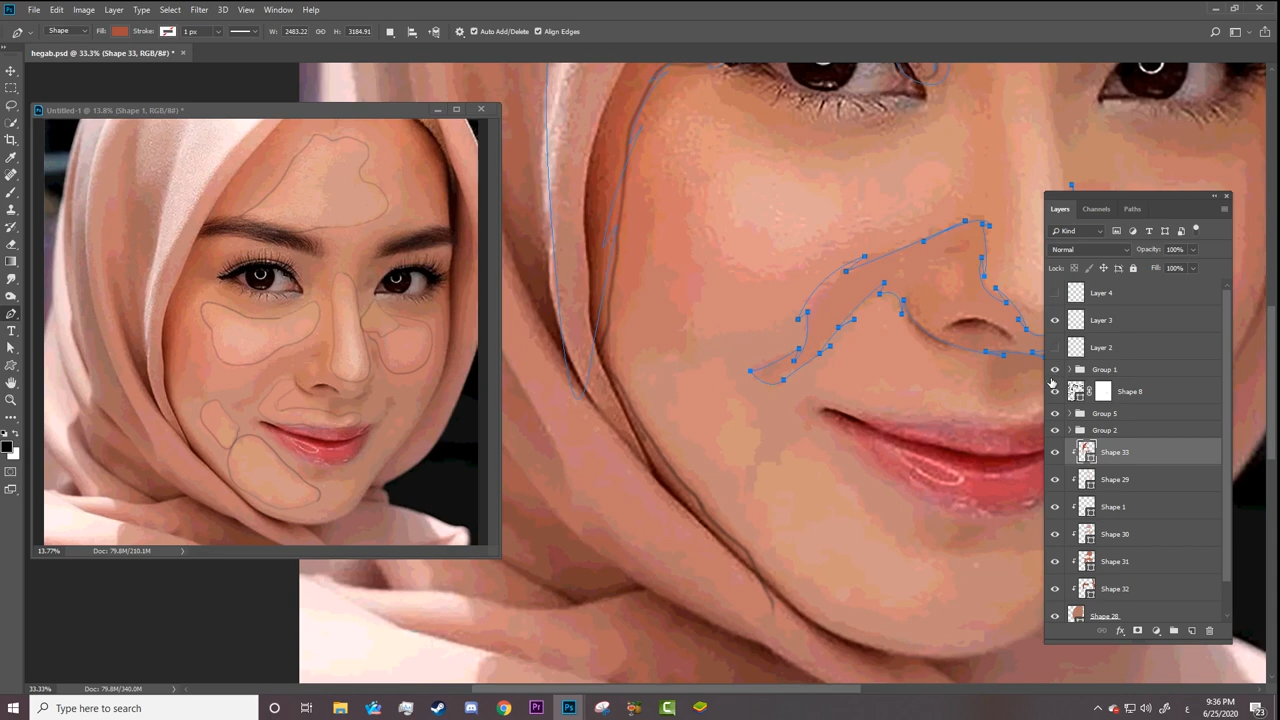 File Edit Image Layer Type Select Filter 3D View Window Help
Shape Fill: Stroke: 1 px W: 2483.22 H: 3184.91 Auto Add/Delete Align Edges
hegab.psd @ 33.3% (Shape 33, RGB/8#) * ×
Untitled-1 @ 13.8% (Shape 1, RGB/8#) *
Layers Channels Paths
Kind
Normal Opacity: 100%
Lock: Fill: 100%
Layer 4
Layer 3
Layer 2
Group 1
Shape 8
Group 5
Group 2
Shape 33
Shape 29
Shape 1
Shape 30
Shape 31
Shape 32
Shape 28
fx
13.77% Doc: 79.8M/210.1M
33.33% Doc: 79.8M/340.0M
Type here to search
Pr Ps C
ع
9:36 PM
6/25/2020
23